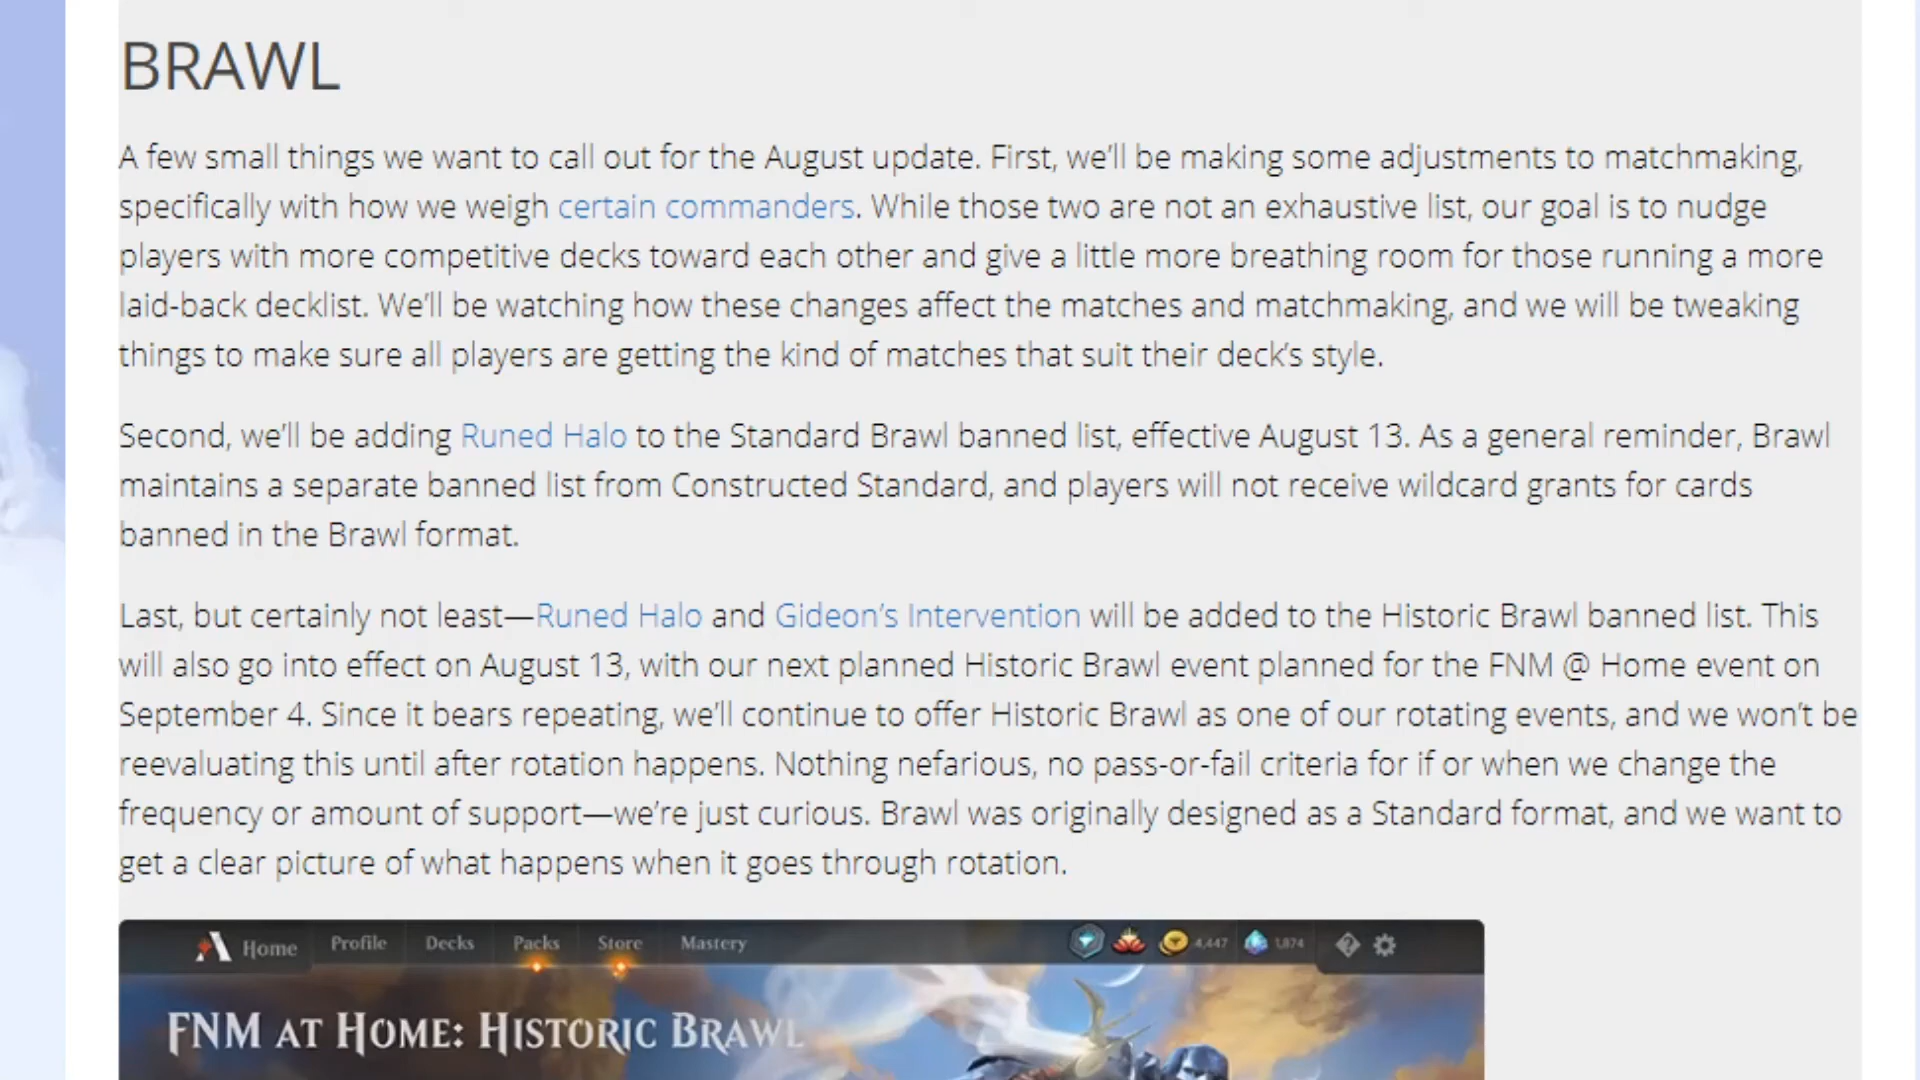 BRAWL
A few small things we want to call out for the August update. First, we'll be making some adjustments to matchmaking,
specifically with how we weigh certain commanders. While those two are not an exhaustive list, our goal is to nudge
players with more competitive decks toward each other and give a little more breathing room for those running a more
laid-back decklist. We'll be watching how these changes affect the matches and matchmaking, and we will be tweaking
things to make sure all players are getting the kind of matches that suit their deck's style.
Second, we'll be adding Runed Halo to the Standard Brawl banned list, effective August 13. As a general reminder, Brawl
maintains a separate banned list from Constructed Standard, and players will not receive wildcard grants for cards
banned in the Brawl format.
Last, but certainly not least—Runed Halo and Gideon's Intervention will be added to the Historic Brawl banned list. This
will also go into effect on August 13, with our next planned Historic Brawl event planned for the FNM @ Home event on
September 4. Since it bears repeating, we'll continue to offer Historic Brawl as one of our rotating events, and we won't be
reevaluating this until after rotation happens. Nothing nefarious, no pass-or-fail criteria for if or when we change the
frequency or amount of support—we're just curious. Brawl was originally designed as a Standard format, and we want to
get a clear picture of what happens when it goes through rotation.
Home Profile Decks Packs Store Mastery 4,447 1,874
FNM AT HOME: HISTORIC BRAWL